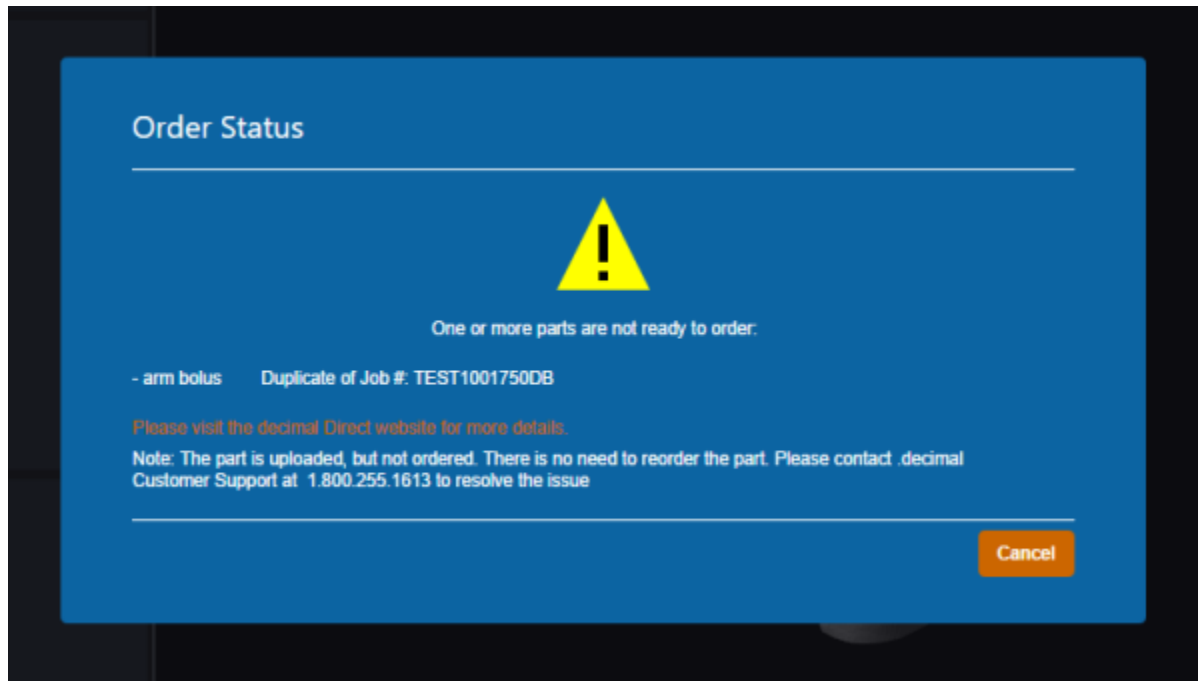 Order Status
!
One or more parts are not ready to order:
- arm bolus Duplicate of Job #: TEST1001750DB
Please visit the decimal Direct website for more details.
Note: The part is uploaded, but not ordered. There is no need to reorder the part. Please contact .decimal
Customer Support at 1.800.255.1613 to resolve the issue
Cancel